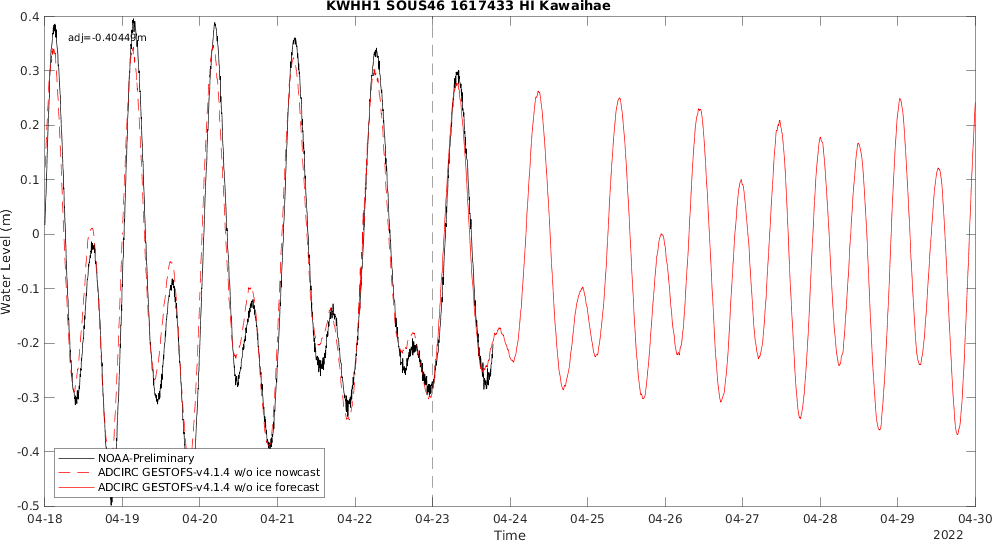 KWHH1 SOUS46 1617433 HI Kawaihae
adj=-0.40449m
Water Level (m)
0.4
0.3
0.2
0.1
0
-0.1
-0.2
-0.3
-0.4
-0.5
NOAA-Preliminary
ADCIRC GESTOFS-v4.1.4 w/o ice nowcast
ADCIRC GESTOFS-v4.1.4 w/o ice forecast
04-18 04-19 04-20 04-21 04-22 04-23 04-24 04-25 04-26 04-27 04-28 04-29 04-30
Time
2022